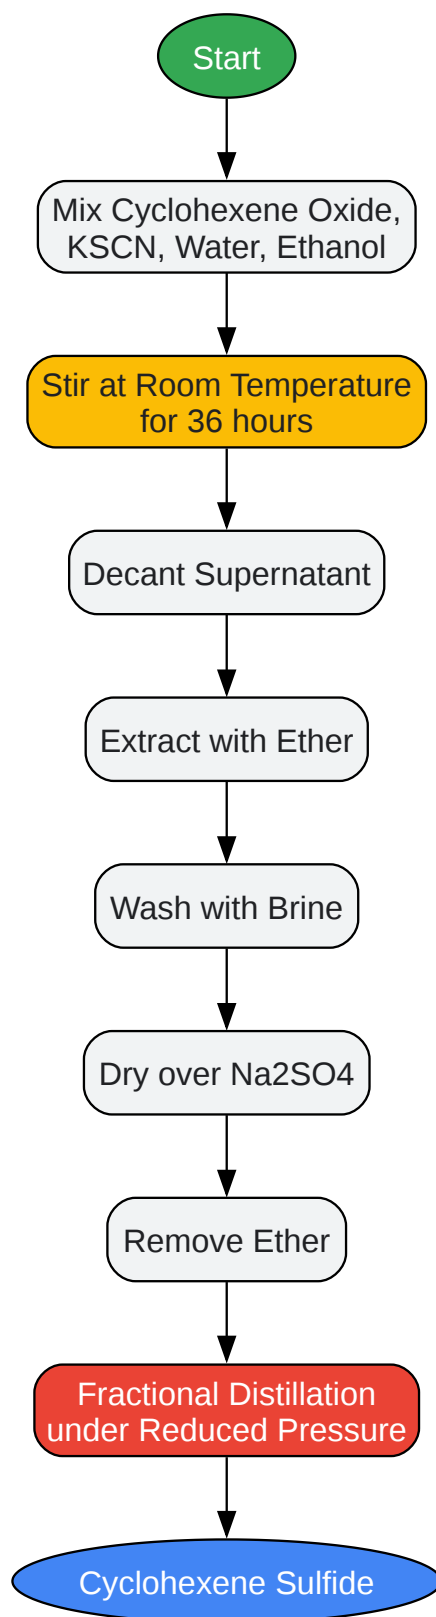 Start
Mix Cyclohexene Oxide,
KSCN, Water, Ethanol
Stir at Room Temperature
for 36 hours
Decant Supernatant
Extract with Ether
Wash with Brine
Dry over Na2SO4
Remove Ether
Fractional Distillation
under Reduced Pressure
Cyclohexene Sulfide